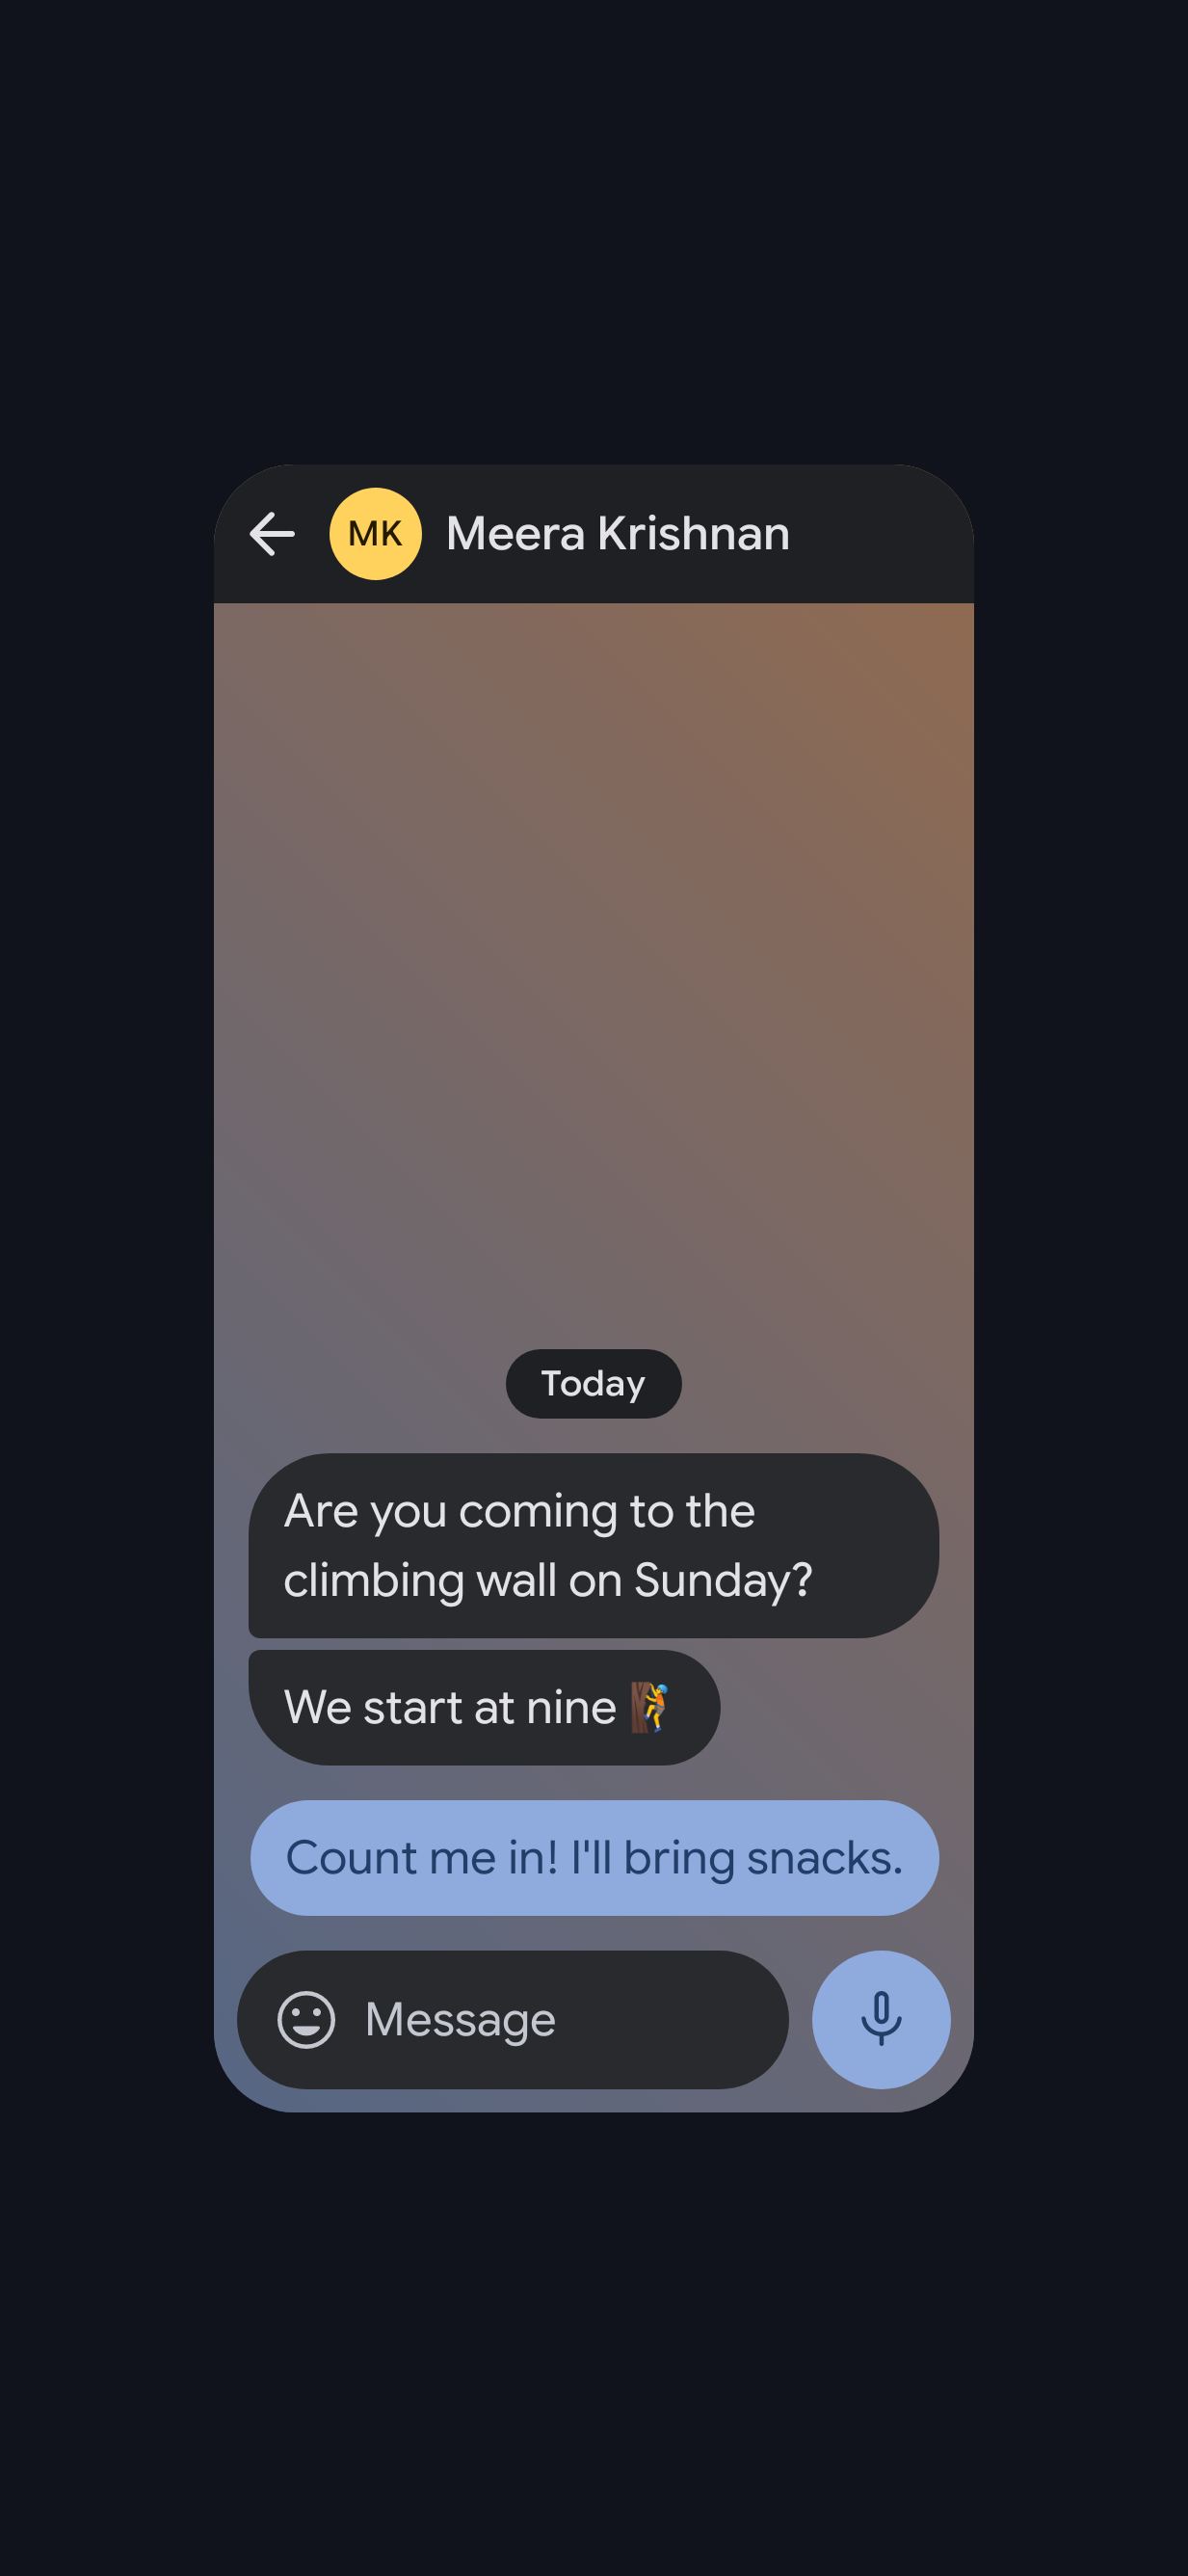 MK Meera Krishnan
Today
Are you coming to the
climbing wall on Sunday?
We start at nine 🧗
Count me in! I'll bring snacks.
Message